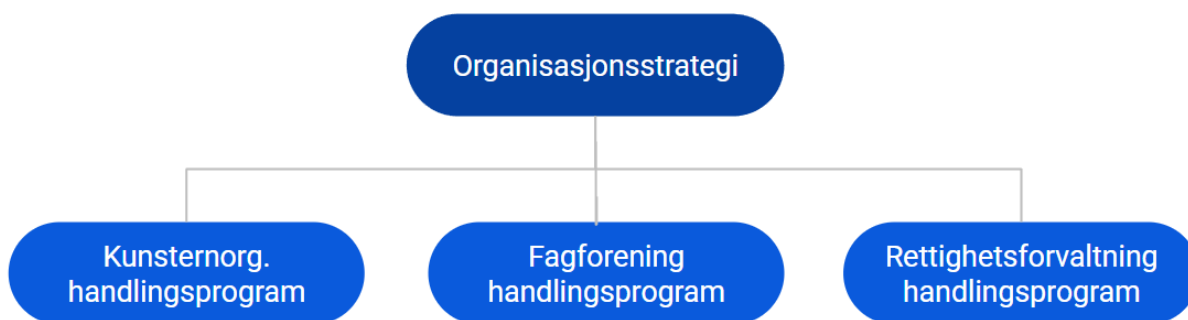 Organisasjonsstrategi
Kunsternorg.
handlingsprogram
Fagforening
handlingsprogram
Rettighetsforvaltning
handlingsprogram